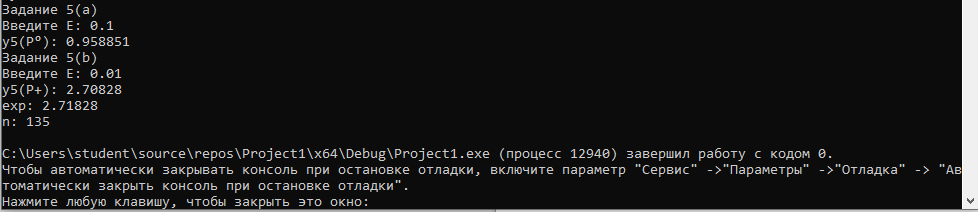 Задание 5(a)
Введите E: 0.1
y5(P°): 0.958851
Задание 5(b)
Введите E: 0.01
y5(P+): 2.70828
exp: 2.71828
n: 135
C:\Users\student\source\repos\Project1\x64\Debug\Project1.exe (процесс 12940) завершил работу с кодом 0.
Чтобы автоматически закрывать консоль при остановке отладки, включите параметр "Сервис" ->"Параметры" ->"Отладка" -> "Ав
томатически закрыть консоль при остановке отладки".
Нажмите любую клавишу, чтобы закрыть это окно: